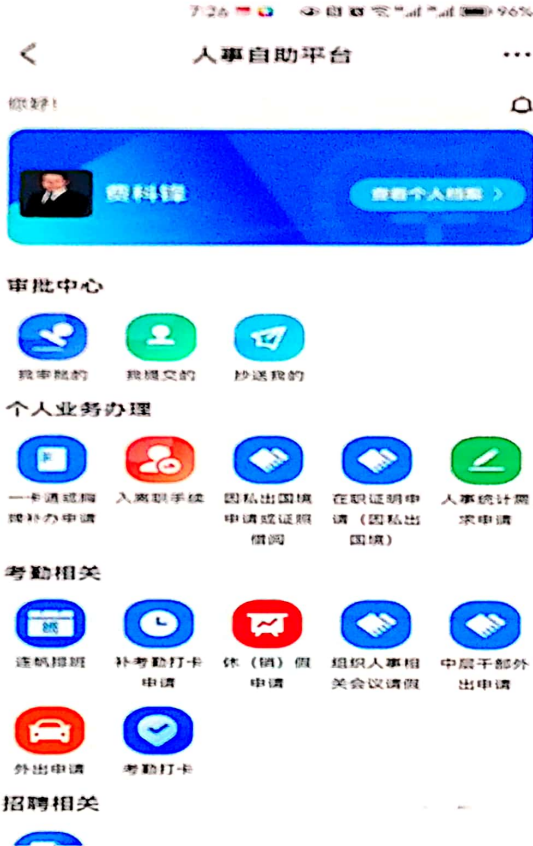 7:26 96%
人事自助平台
你好!
费科锋
查看个人档案
审批中心
我审批的 我提交的 抄送我的
个人业务办理
一卡通或胸牌补办申请
入离职手续
因私出国境申请或证照借阅
在职证明申请（因私出国境）
人事统计需求申请
考勤相关
连帆排班
补考勤打卡申请
休（销）假申请
组织人事相关会议请假
中层干部外出申请
外出申请
考勤打卡
招聘相关